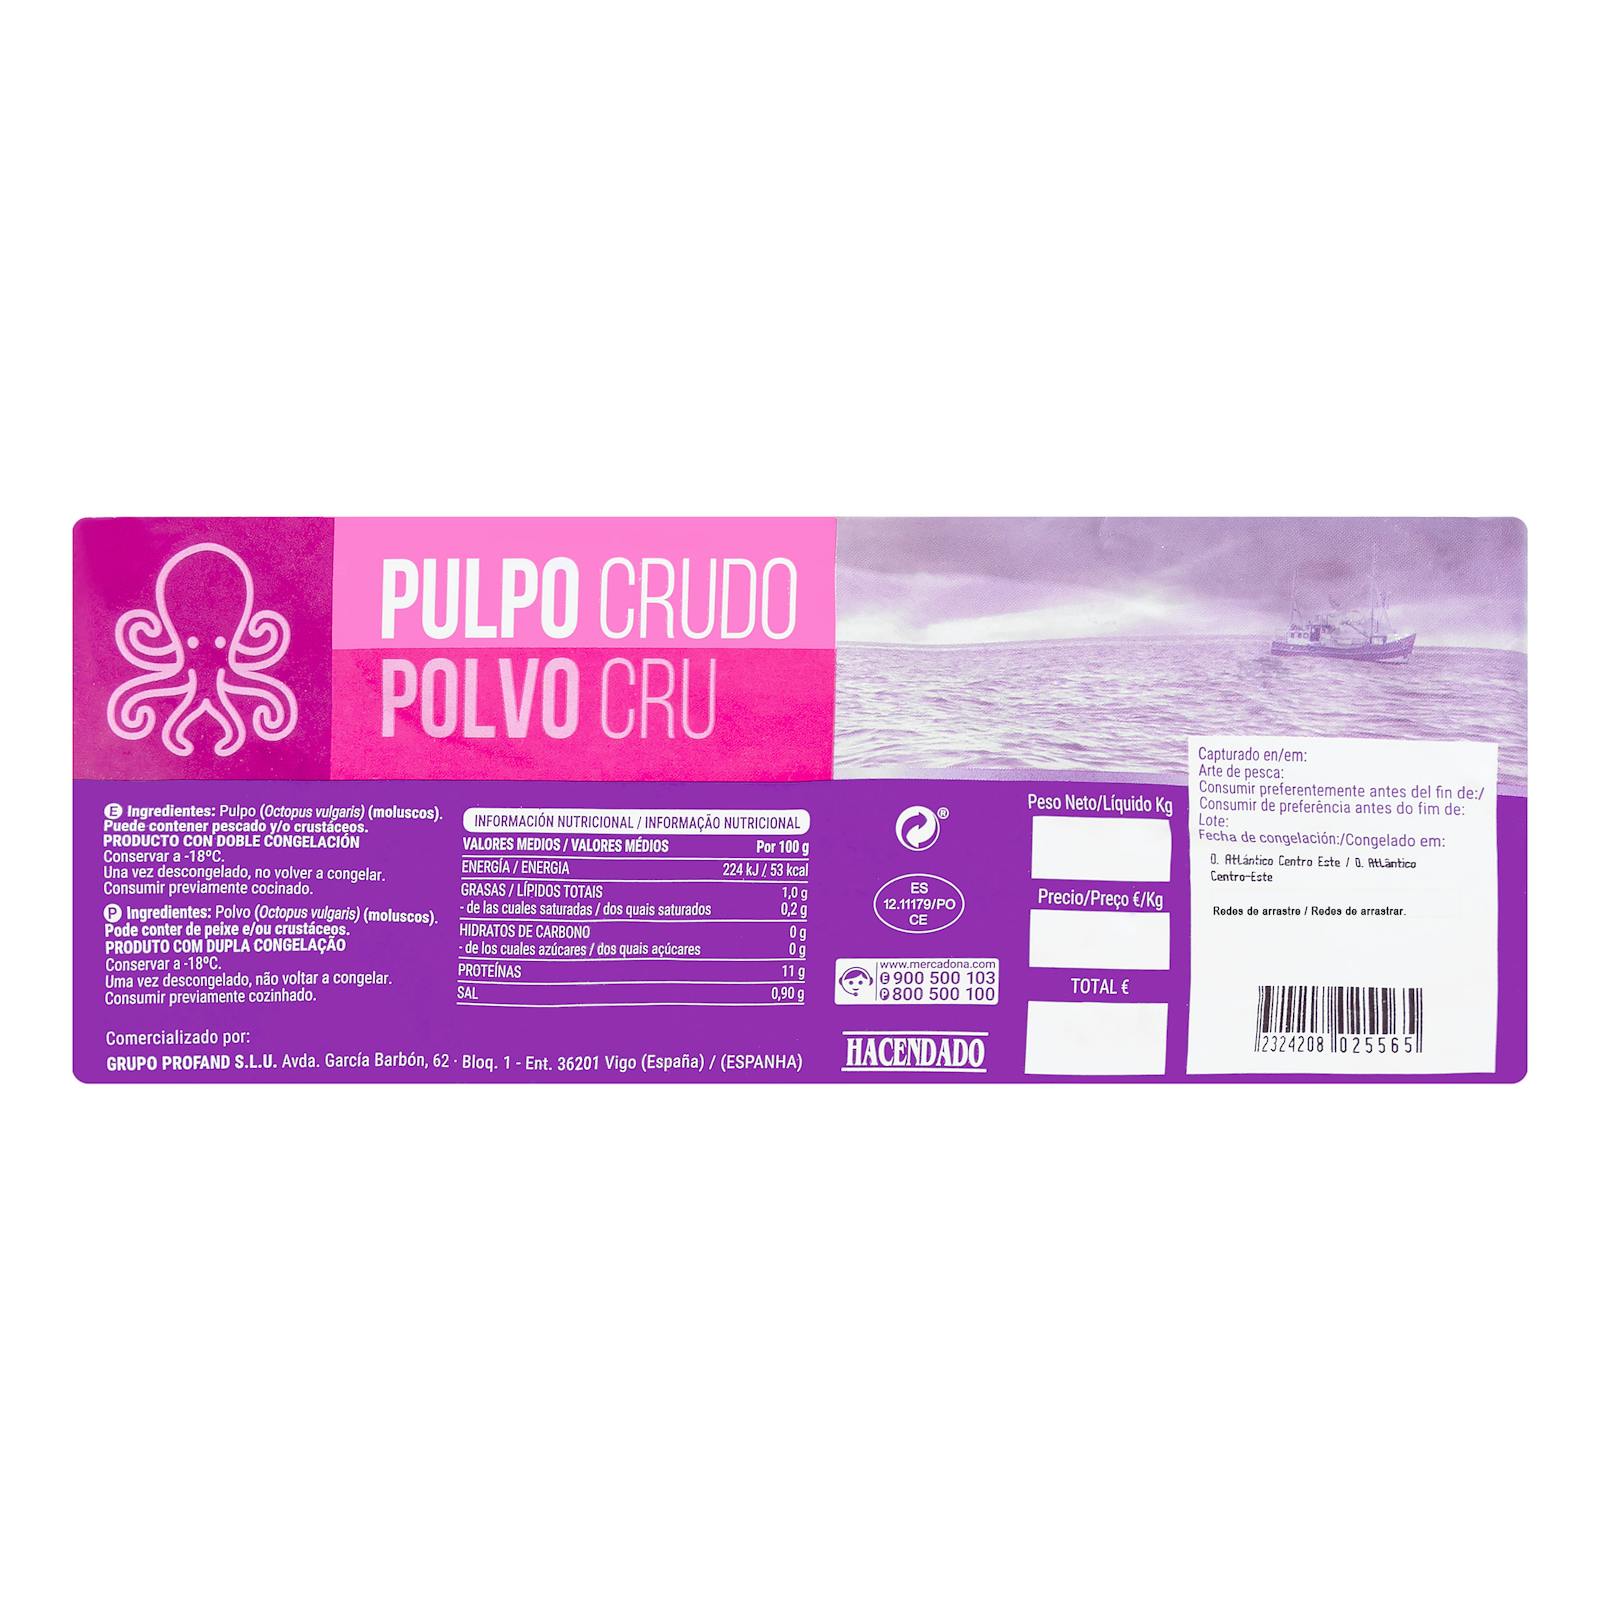 PULPO CRUDO
POLVO CRU
E Ingredientes: Pulpo (Octopus vulgaris) (moluscos).
Puede contener pescado y/o crustáceos.
PRODUCTO CON DOBLE CONGELACIÓN
Conservar a -18ºC.
Una vez descongelado, no volver a congelar.
Consumir previamente cocinado.
P Ingredientes: Polvo (Octopus vulgaris) (moluscos).
Pode conter de peixe e/ou crustáceos.
PRODUTO COM DUPLA CONGELAÇÃO
Conservar a -18ºC.
Uma vez descongelado, não voltar a congelar.
Consumir previamente cozinhado.
Comercializado por:
GRUPO PROFAND S.L.U. Avda. García Barbón, 62 · Bloq. 1 - Ent. 36201 Vigo (España) / (ESPANHA)
INFORMACIÓN NUTRICIONAL / INFORMAÇÃO NUTRICIONAL
VALORES MEDIOS / VALORES MÉDIOS Por 100 g
ENERGÍA / ENERGIA 224 kJ / 53 kcal
GRASAS / LÍPIDOS TOTAIS 1,0 g
- de las cuales saturadas / dos quais saturados 0,2 g
HIDRATOS DE CARBONO 0 g
- de los cuales azúcares / dos quais açúcares 0 g
PROTEÍNAS 11 g
SAL 0,90 g
®
ES
12.11179/PO
CE
www.mercadona.com
E 900 500 103
P 800 500 100
HACENDADO
Peso Neto/Líquido Kg
Precio/Preço €/Kg
TOTAL €
Capturado en/em:
Arte de pesca:
Consumir preferentemente antes del fin de:/
Consumir de preferência antes do fim de:
Lote:
Fecha de congelación:/Congelado em:
O. Atlántico Centro Este / O. Atlântico
Centro-Este
Redes de arrastre / Redes de arrastrar.
2324208 025565